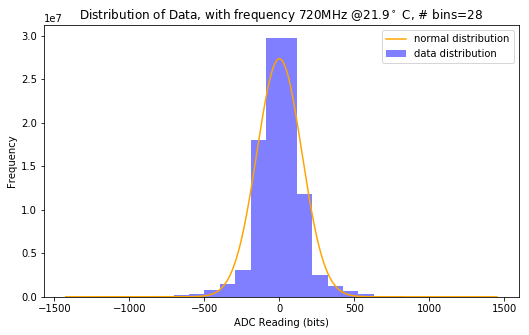 Distribution of Data, with frequency 720MHz @21.9° C, # bins=28
1e7
normal distribution
data distribution
3.0
2.5
2.0
1.5
1.0
0.5
0.0
Frequency
−1500 −1000 −500 0 500 1000 1500
ADC Reading (bits)